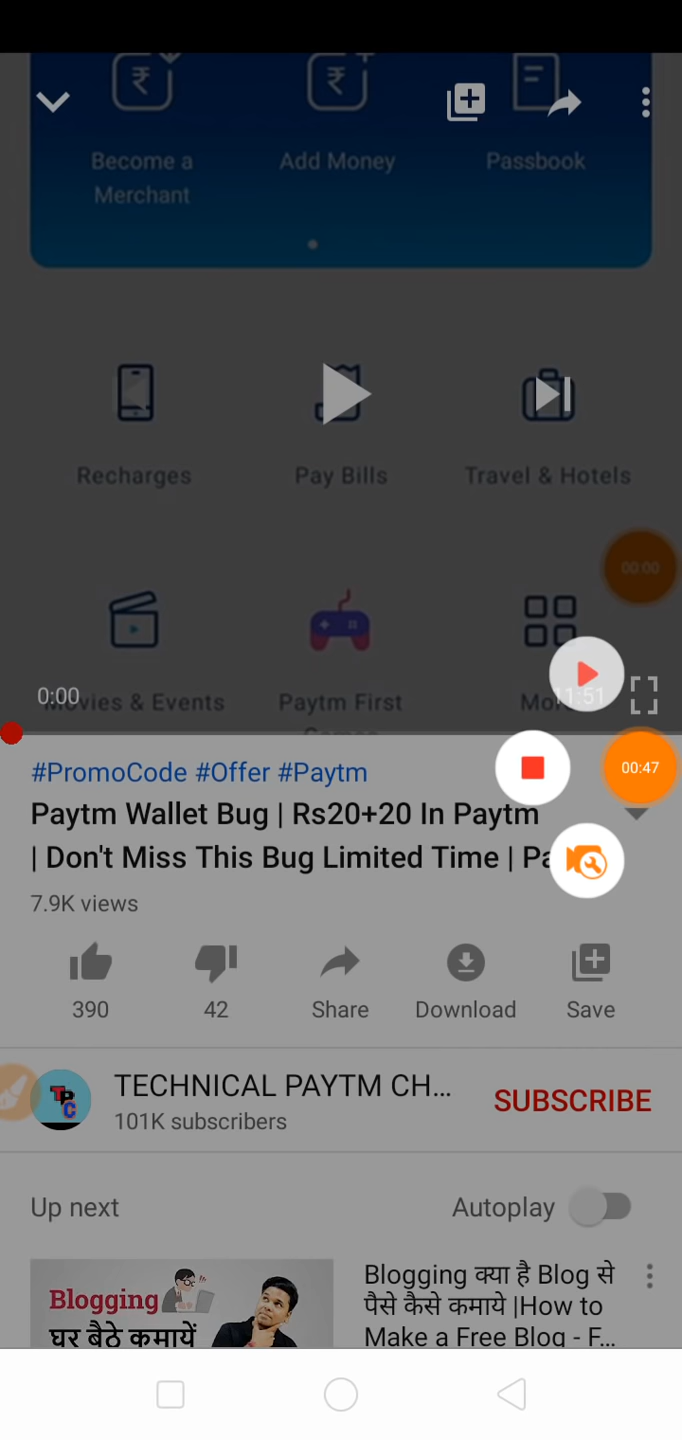 Become a
Merchant
Add Money
Passbook
Recharges
Pay Bills
Travel & Hotels
00:00
0:00
11:51
Movies & Events
Paytm First
Games
#PromoCode #Offer #Paytm
00:47
Paytm Wallet Bug | Rs20+20 In Paytm
| Don't Miss This Bug Limited Time | Pa
7.9K views
390
42
Share
Download
Save
TPC
TECHNICAL PAYTM CH...
101K subscribers
SUBSCRIBE
Up next
Autoplay
Blogging
घर बैठे कमायें
Blogging क्या है Blog से
पैसे कैसे कमाये |How to
Make a Free Blog - F...